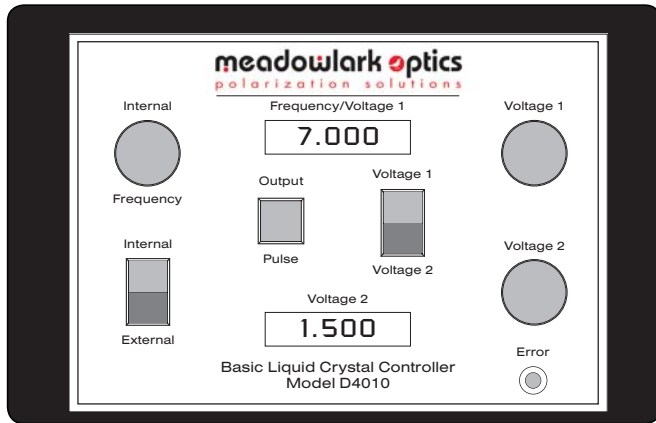 meadowlark optics
polarization solutions
Internal
Frequency/Voltage 1
Voltage 1
7.000
Frequency
Output
Voltage 1
Pulse
Voltage 2
Internal
Voltage 2
External
Voltage 2
1.500
Basic Liquid Crystal Controller
Model D4010
Error